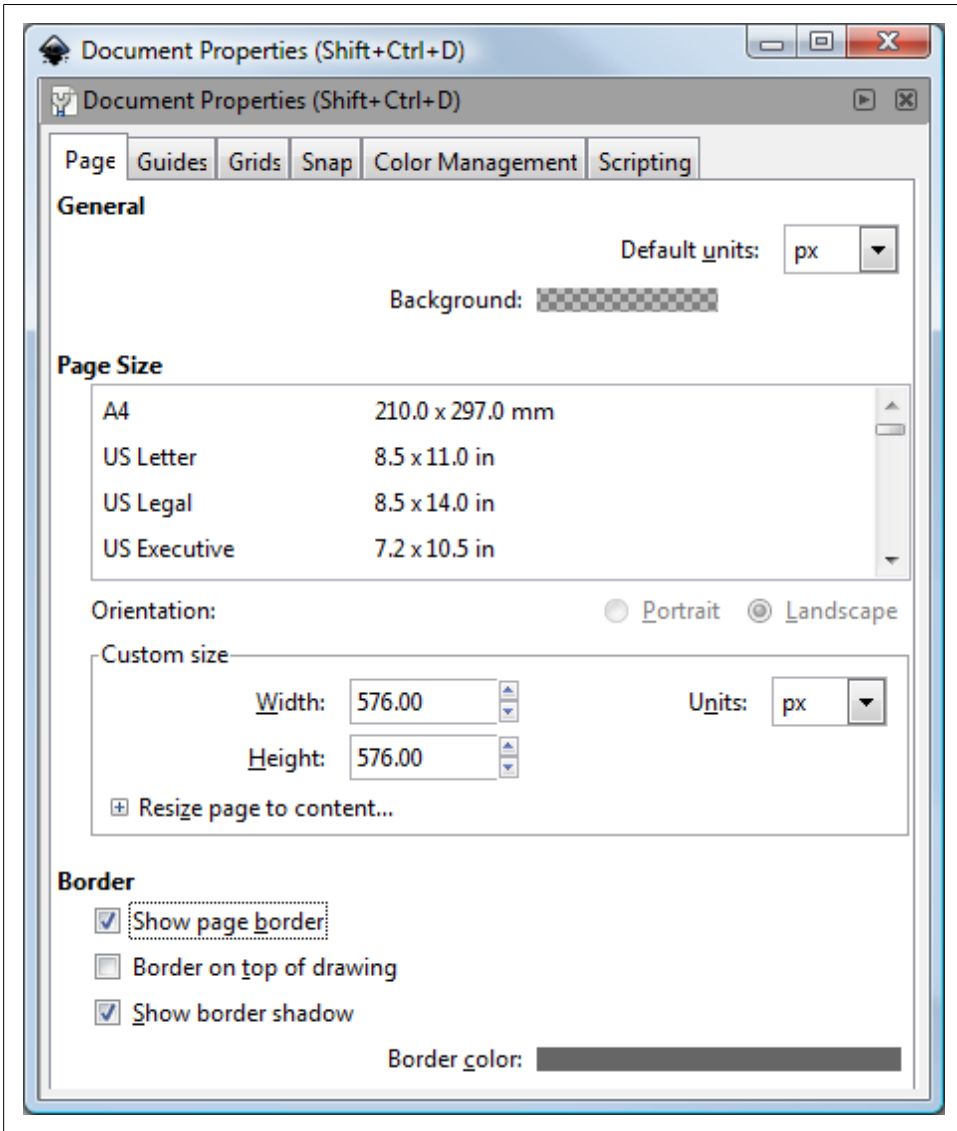 Document Properties (Shift+Ctrl+D)
Document Properties (Shift+Ctrl+D)
Page Guides Grids Snap Color Management Scripting
General
Default units: px
Background:
Page Size
A4 210.0 x 297.0 mm
US Letter 8.5 x 11.0 in
US Legal 8.5 x 14.0 in
US Executive 7.2 x 10.5 in
Orientation: Portrait Landscape
Custom size
Width: 576.00 Units: px
Height: 576.00
Resize page to content...
Border
Show page border
Border on top of drawing
Show border shadow
Border color: